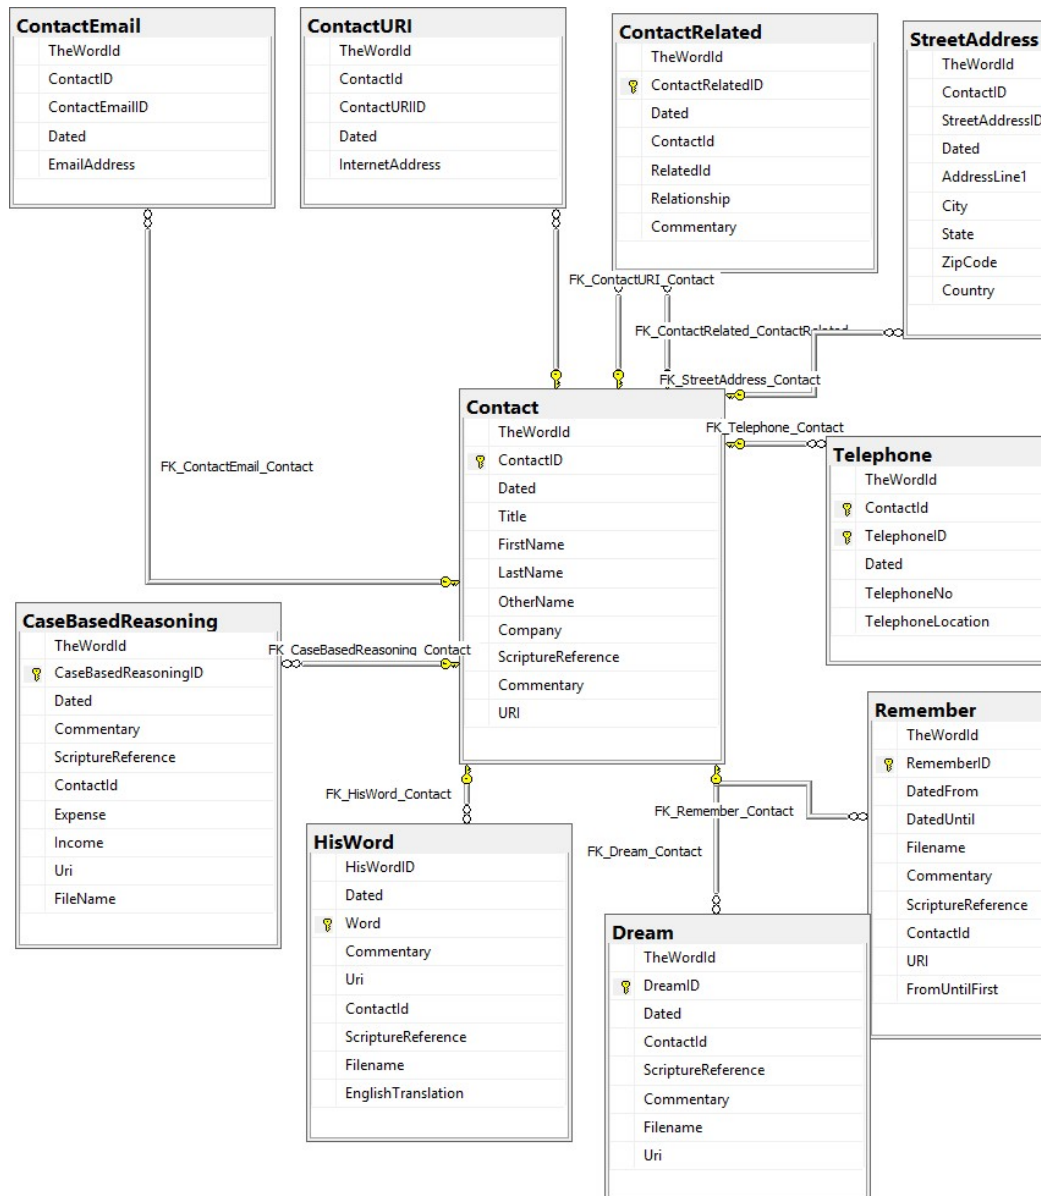 ContactEmail
TheWordId
ContactID
ContactEmailID
Dated
EmailAddress
ContactURI
TheWordId
ContactId
ContactURIID
Dated
InternetAddress
ContactRelated
TheWordId
ContactRelatedID
Dated
ContactId
RelatedId
Relationship
Commentary
StreetAddress
TheWordId
ContactID
StreetAddressID
Dated
AddressLine1
City
State
ZipCode
Country
FK_ContactURI_Contact
FK_ContactRelated_ContactRelated
FK_StreetAddress_Contact
FK_Telephone_Contact
FK_ContactEmail_Contact
Contact
TheWordId
ContactID
Dated
Title
FirstName
LastName
OtherName
Company
ScriptureReference
Commentary
URI
Telephone
TheWordId
ContactId
TelephoneID
Dated
TelephoneNo
TelephoneLocation
CaseBasedReasoning
TheWordId
CaseBasedReasoningID
Dated
Commentary
ScriptureReference
ContactId
Expense
Income
Uri
FileName
FK_CaseBasedReasoning_Contact
Remember
TheWordId
RememberID
DatedFrom
DatedUntil
Filename
Commentary
ScriptureReference
ContactId
URI
FromUntilFirst
FK_HisWord_Contact
FK_Remember_Contact
FK_Dream_Contact
HisWord
HisWordID
Dated
Word
Commentary
Uri
ContactId
ScriptureReference
Filename
EnglishTranslation
Dream
TheWordId
DreamID
Dated
ContactId
ScriptureReference
Commentary
Filename
Uri